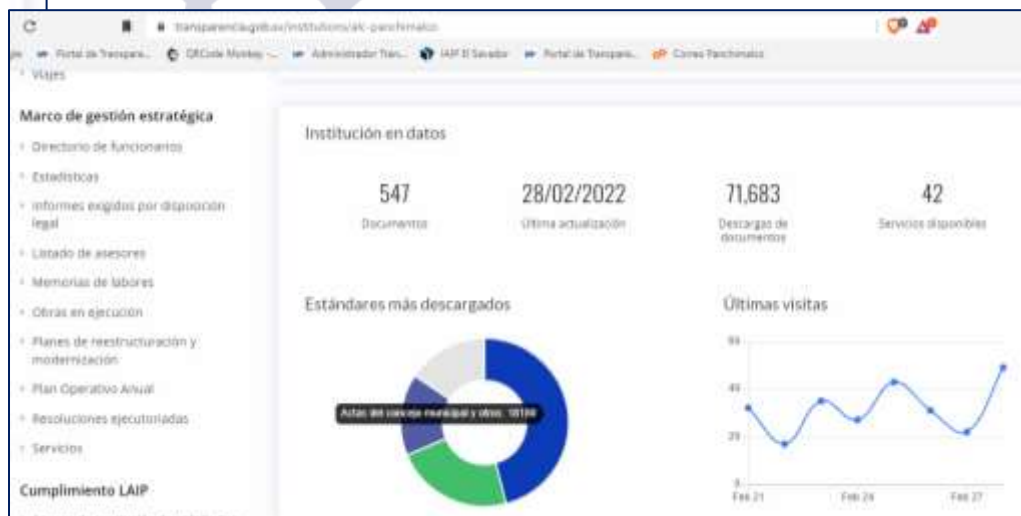 transparencia.gob.sv/institutions/alc-panchimalco
Portal de Transpare... QRCode Monkey -... Administrador Tran... IAIP El Salvador Portal de Transpare... Correo Panchimalco
Viajes
Marco de gestión estratégica
Directorio de funcionarios
Estadísticas
Informes exigidos por disposición
legal
Listado de asesores
Memorias de labores
Obras en ejecución
Planes de reestructuración y
modernización
Plan Operativo Anual
Resoluciones ejecutoriadas
Servicios
Cumplimiento LAIP
Institución en datos
547
Documentos
28/02/2022
Última actualización
71,683
Descargas de
documentos
42
Servicios disponibles
Estándares más descargados
Actas del concejo municipal y otros:
Últimas visitas
60
40
20
0
Feb 21 Feb 24 Feb 27